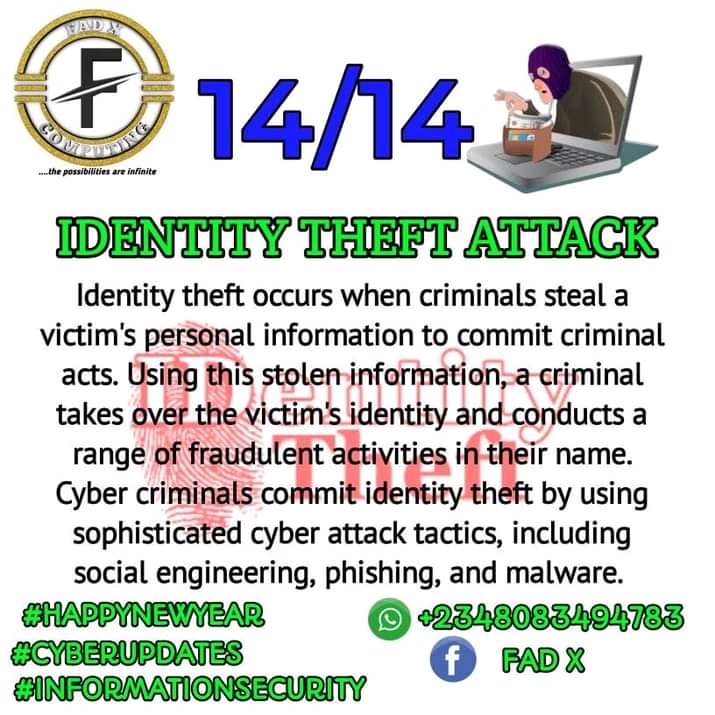 FAD X
F
COMPUTING
....the possibilities are infinite
14/14
IDENTITY THEFT ATTACK
Identity theft occurs when criminals steal a
victim's personal information to commit criminal
acts. Using this stolen information, a criminal
takes over the victim's identity and conducts a
range of fraudulent activities in their name.
Cyber criminals commit identity theft by using
sophisticated cyber attack tactics, including
social engineering, phishing, and malware.
IDentity
Theft
#HAPPYNEWYEAR
#CYBERUPDATES
#INFORMATIONSECURITY
+2348083494783
f FAD X